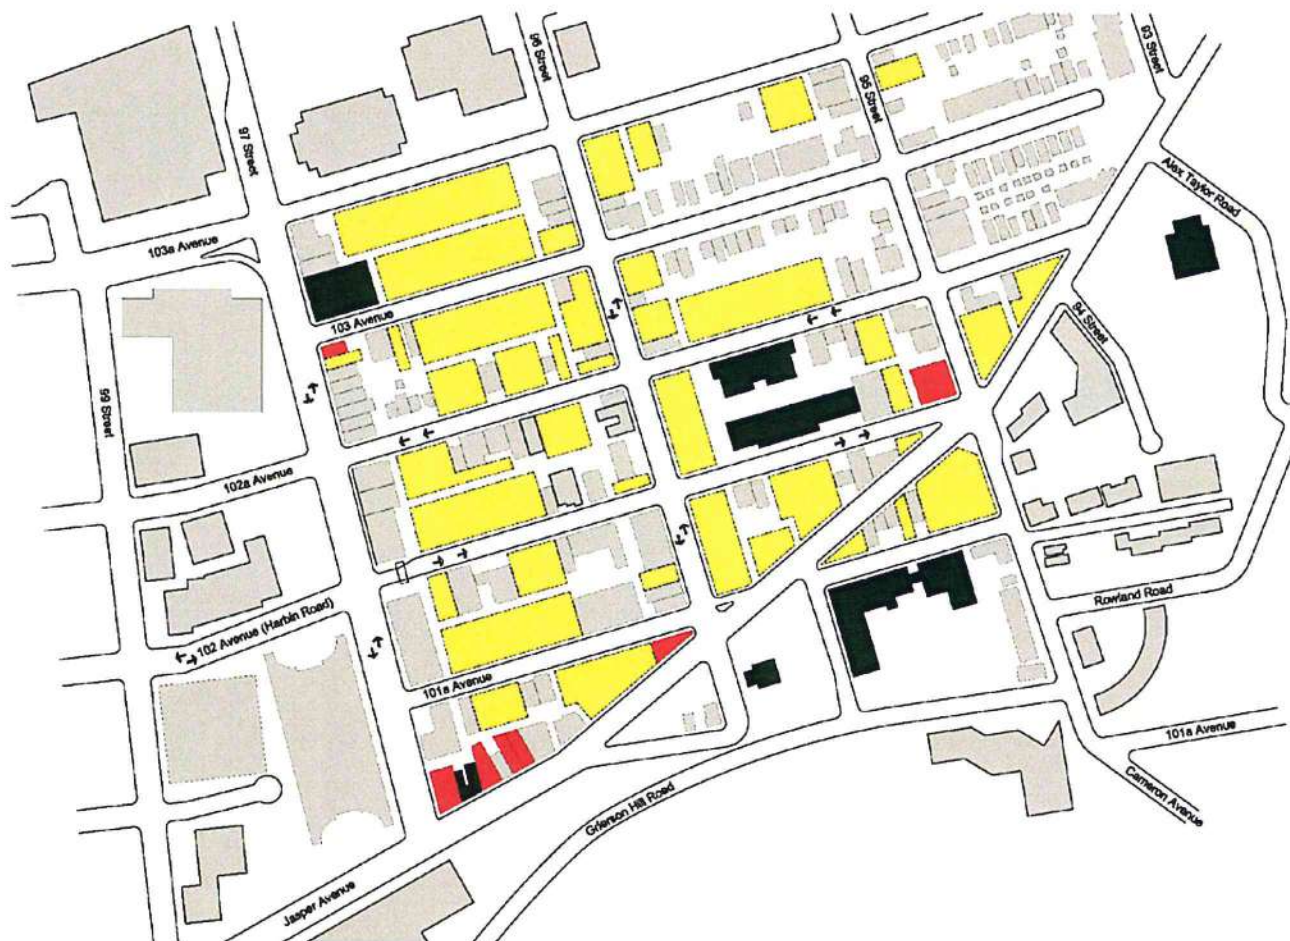 96 Street
93 Street
95 Street
97 Street
Alex Taylor Road
103a Avenue
103 Avenue
94 Street
99 Street
102a Avenue
Rowland Road
102 Avenue (Harbin Road)
101a Avenue
101a Avenue
Cameron Avenue
Grierson Hill Road
Jasper Avenue